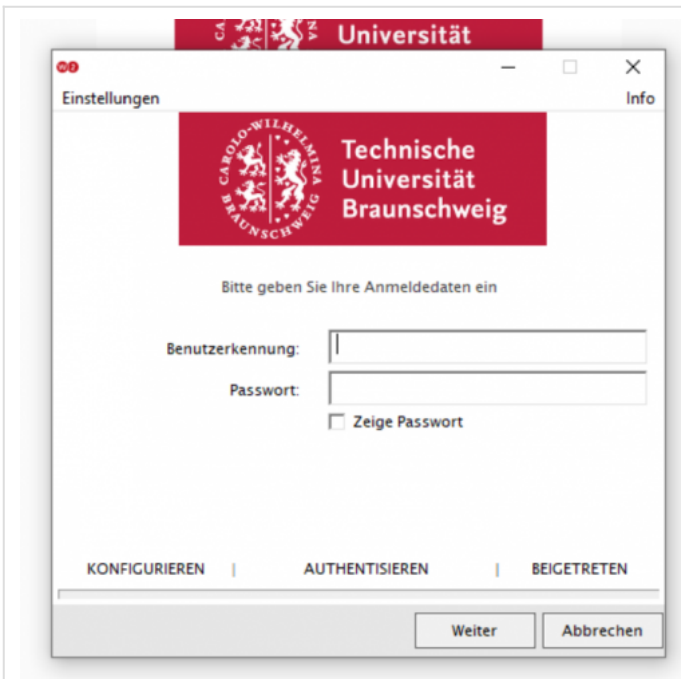 Universität
W2
Einstellungen Info
CAROLO-WILHELMINA
BRAUNSCHWEIG
Technische
Universität
Braunschweig
Bitte geben Sie Ihre Anmeldedaten ein
Benutzerkennung:
Passwort:
Zeige Passwort
KONFIGURIEREN | AUTHENTISIEREN | BEIGETRETEN
Weiter Abbrechen